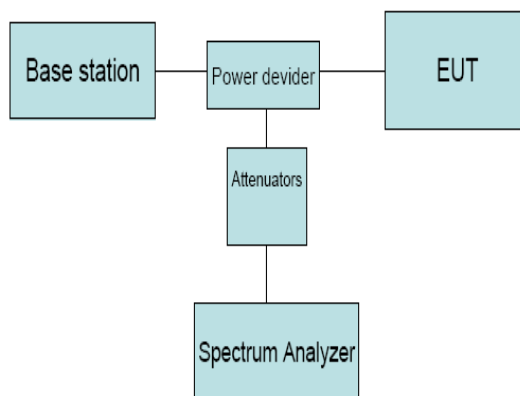 Base station
Power devider
EUT
Attenuators
Spectrum Analyzer